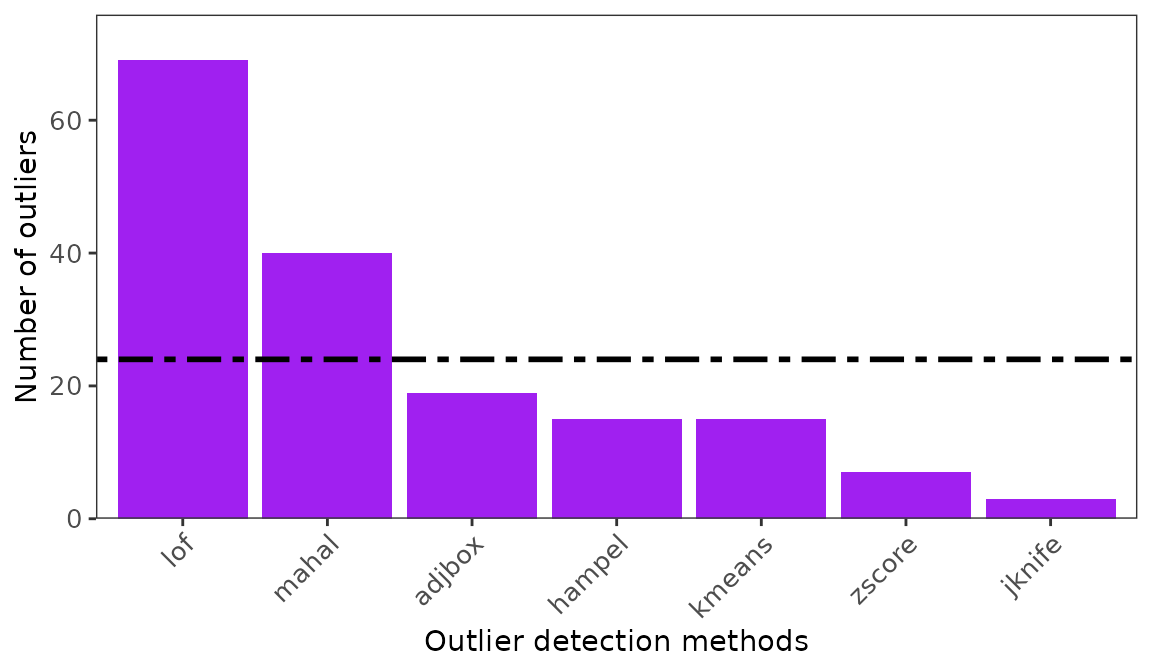 Number of outliers
60
40
20
0
lof
mahal
adjbox
hampel
kmeans
zscore
jknife
Outlier detection methods